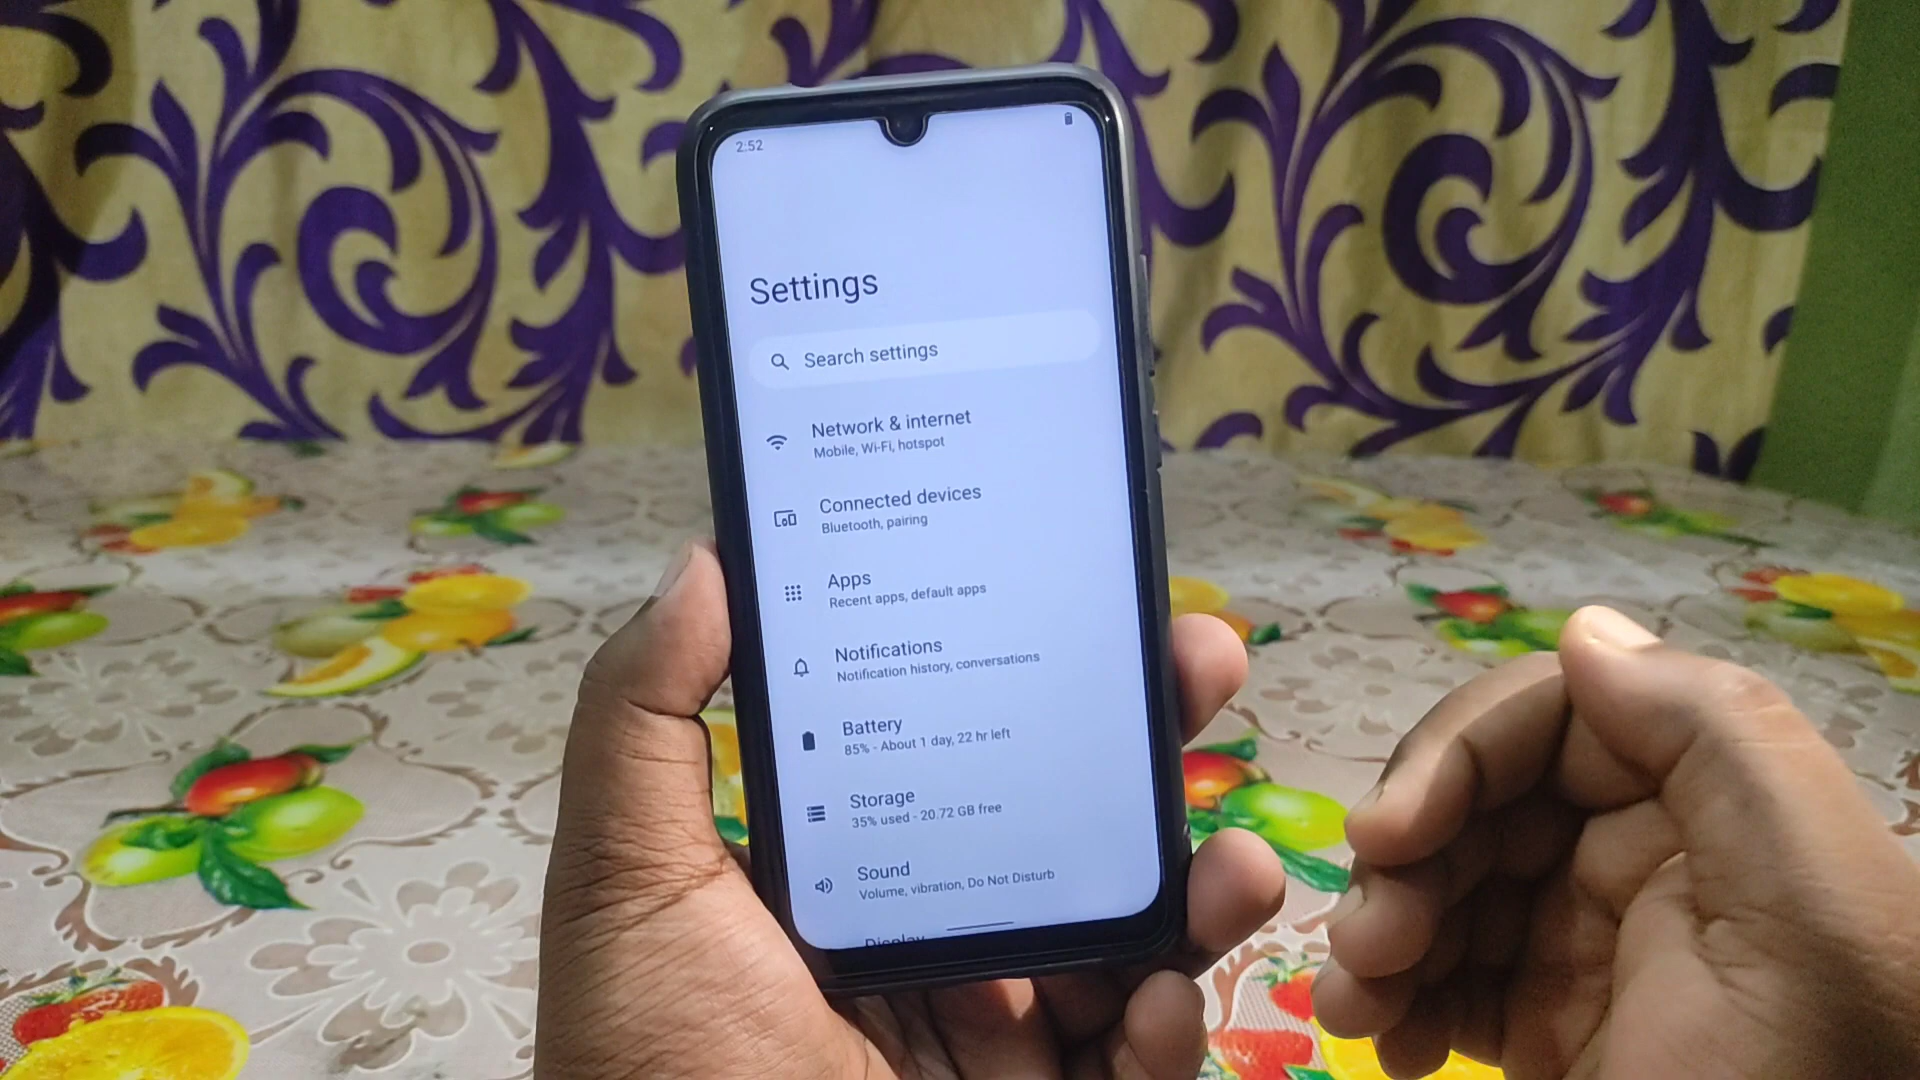 2:52
Settings
Search settings
Network & internet
Mobile, Wi-Fi, hotspot
Connected devices
Bluetooth, pairing
Apps
Recent apps, default apps
Notifications
Notification history, conversations
Battery
85% - About 1 day, 22 hr left
Storage
35% used - 20.72 GB free
Sound
Volume, vibration, Do Not Disturb
Display